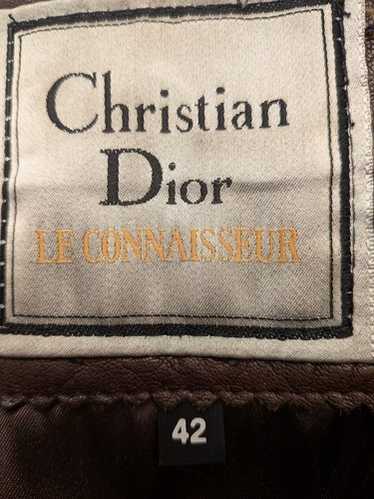 Christian
Dior
LE CONNAISSEUR
42